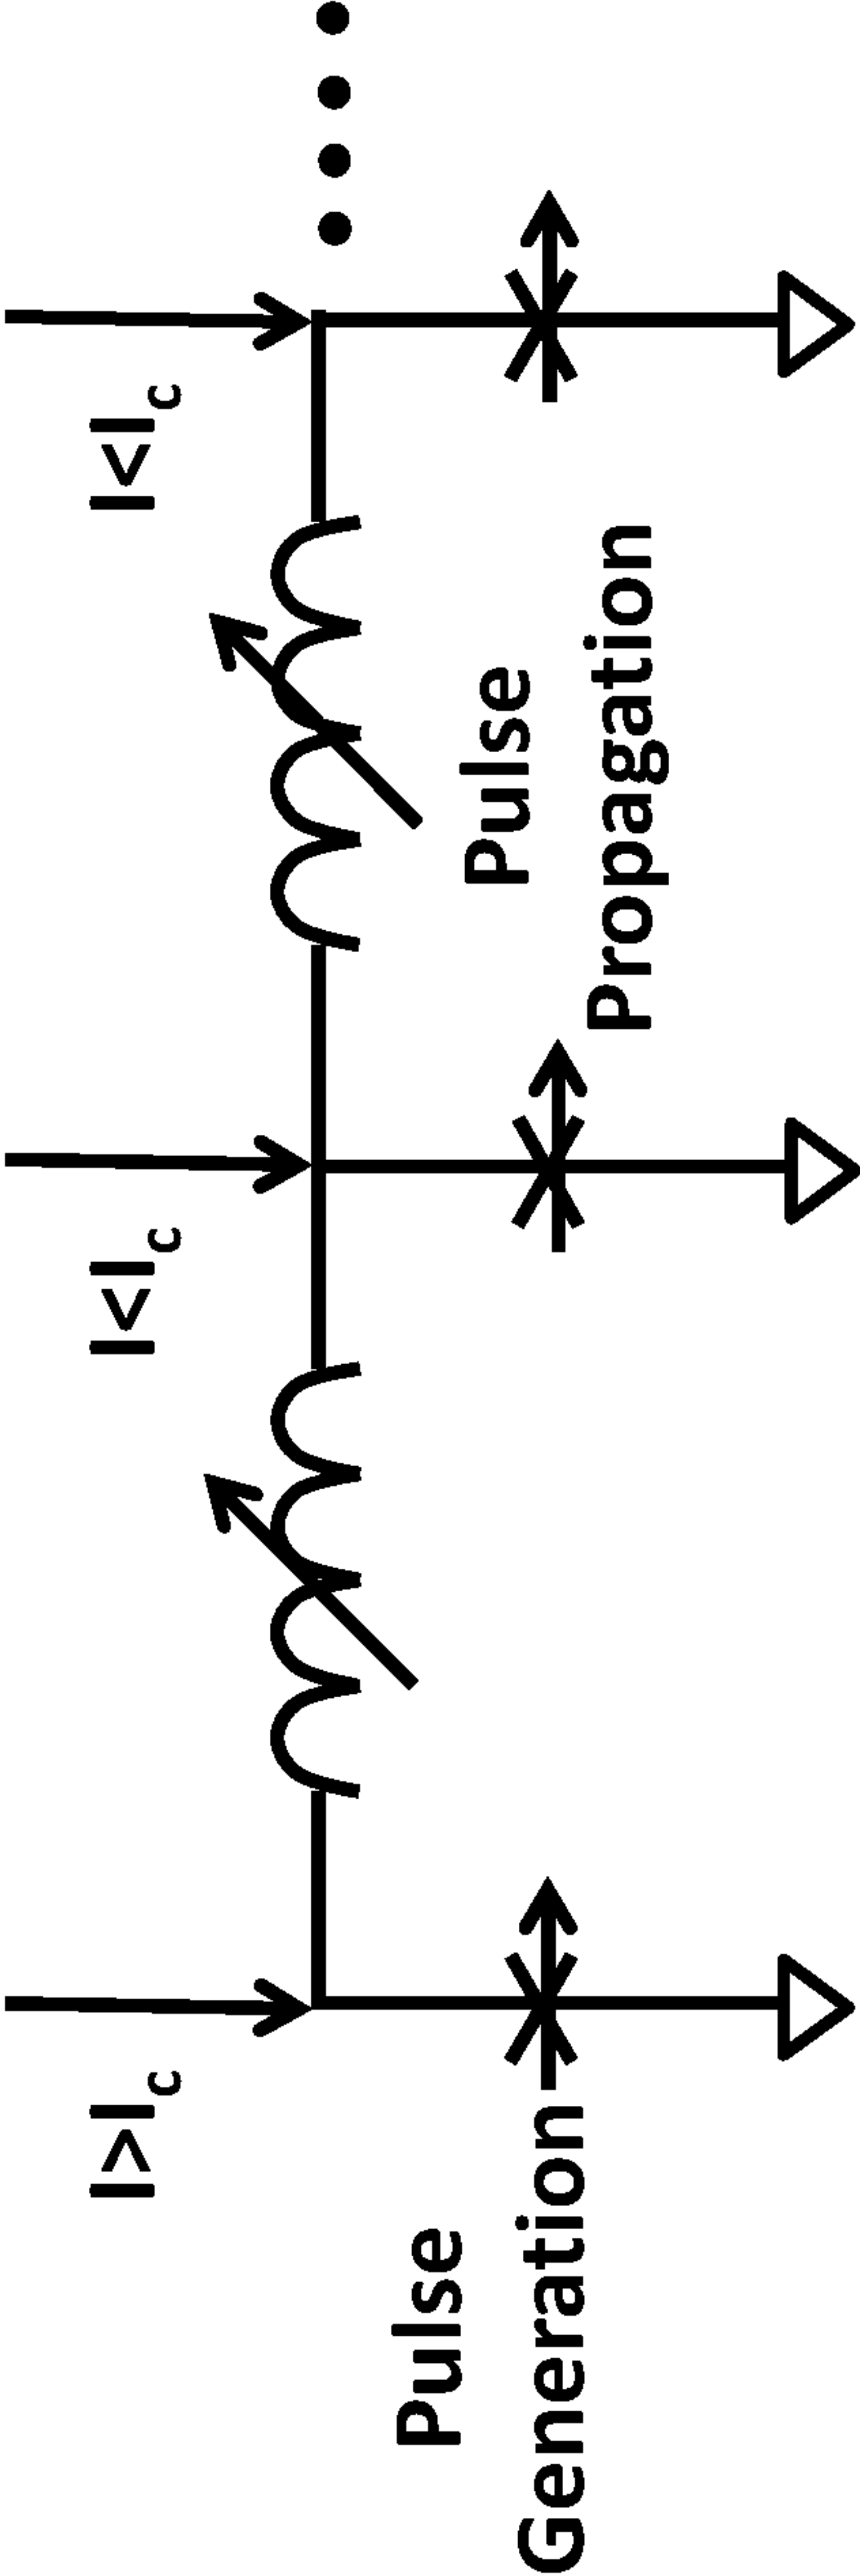 I>Ic
I<Ic
I<Ic
Pulse
Generation
Pulse
Propagation